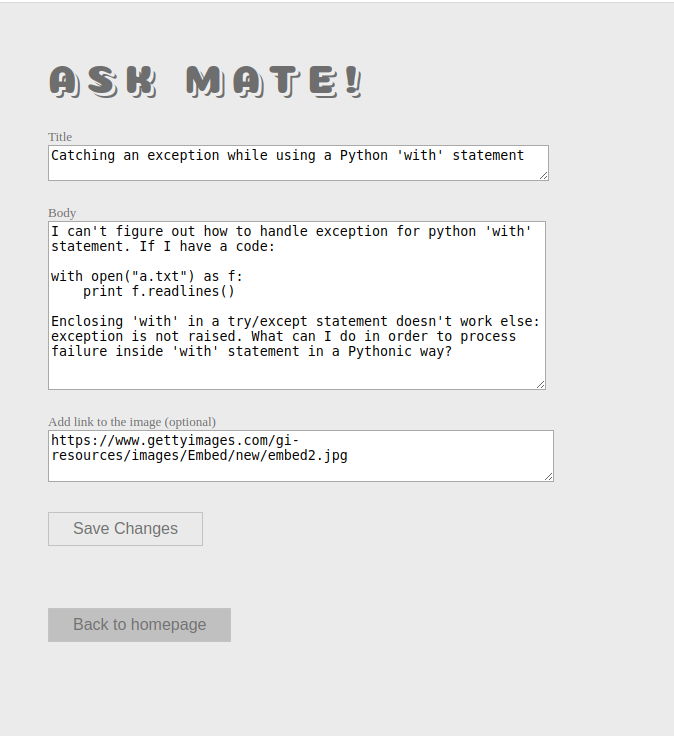 ASK MATE!
Title
Catching an exception while using a Python 'with' statement
Body
I can't figure out how to handle exception for python 'with'
statement. If I have a code:
with open("a.txt") as f:
    print f.readlines()
Enclosing 'with' in a try/except statement doesn't work else:
exception is not raised. What can I do in order to process
failure inside 'with' statement in a Pythonic way?
Add link to the image (optional)
https://www.gettyimages.com/gi-
resources/images/Embed/new/embed2.jpg
Save Changes
Back to homepage